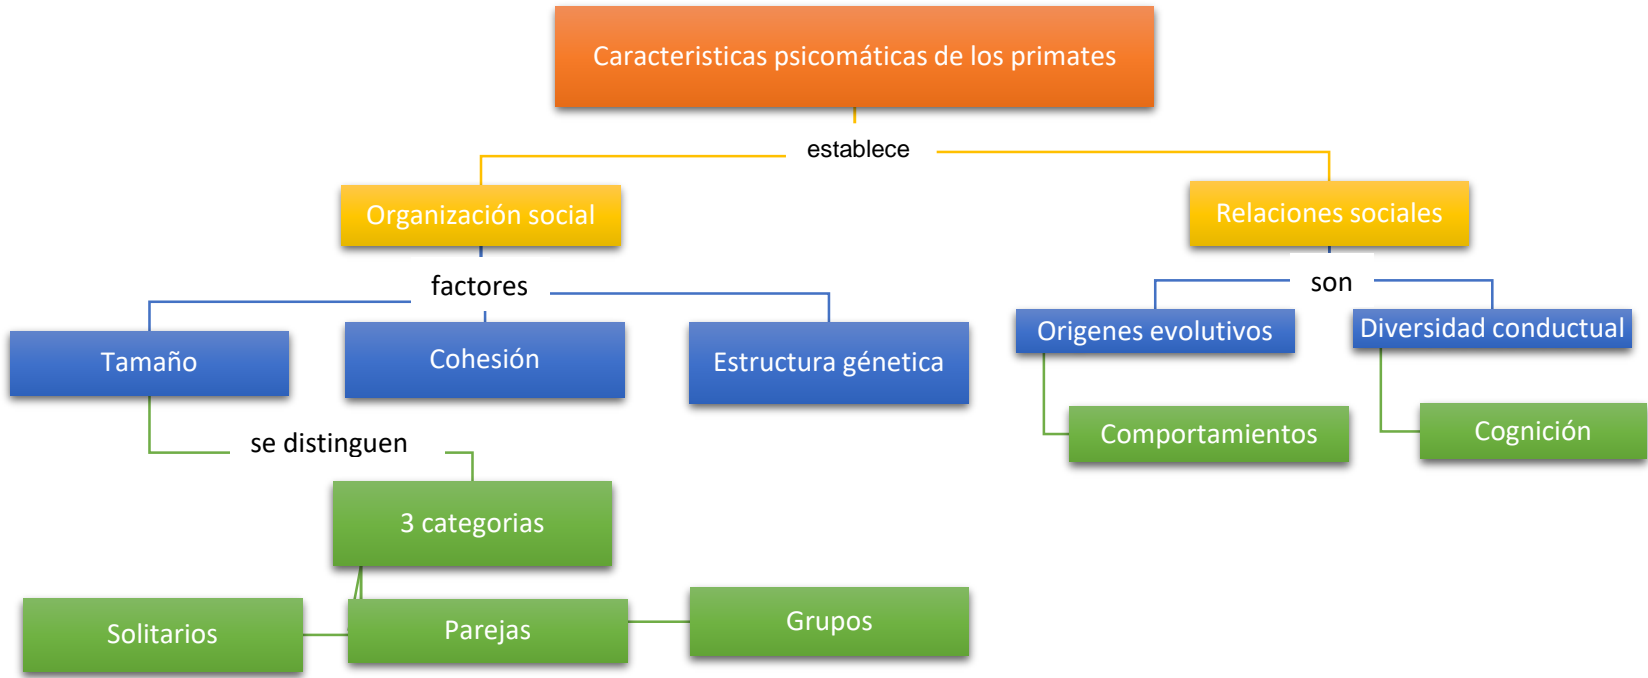 Caracteristicas psicomáticas de los primates
establece
Organización social
Relaciones sociales
factores
son
Tamaño
Cohesión
Estructura génetica
Origenes evolutivos
Diversidad conductual
se distinguen
Comportamientos
Cognición
3 categorias
Solitarios
Parejas
Grupos